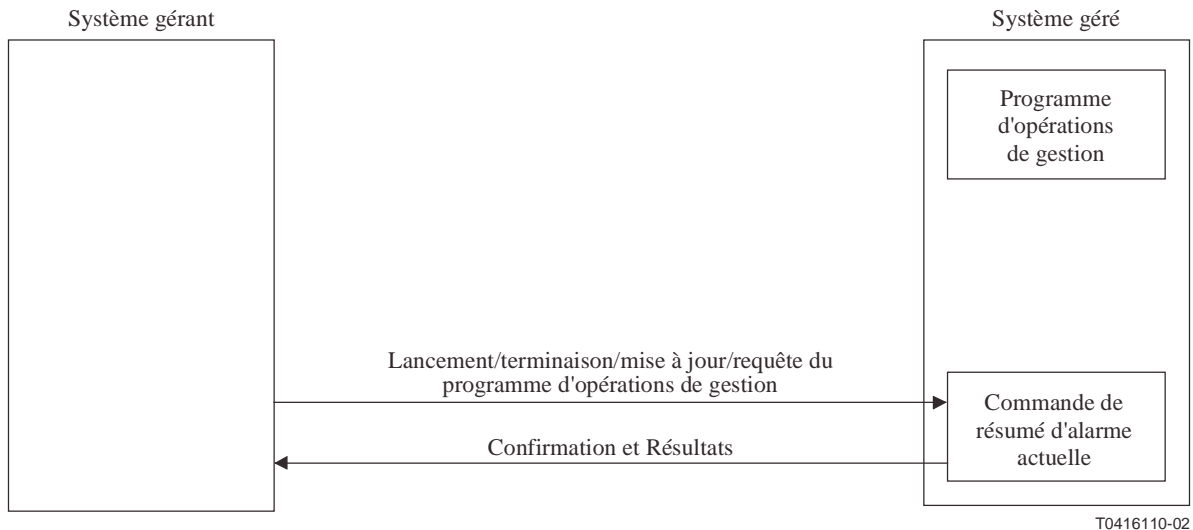 Système gérant
Système géré
Programme
d'opérations
de gestion
Lancement/terminaison/mise à jour/requête du
programme d'opérations de gestion
Commande de
résumé d'alarme
actuelle
Confirmation et Résultats
T0416110-02